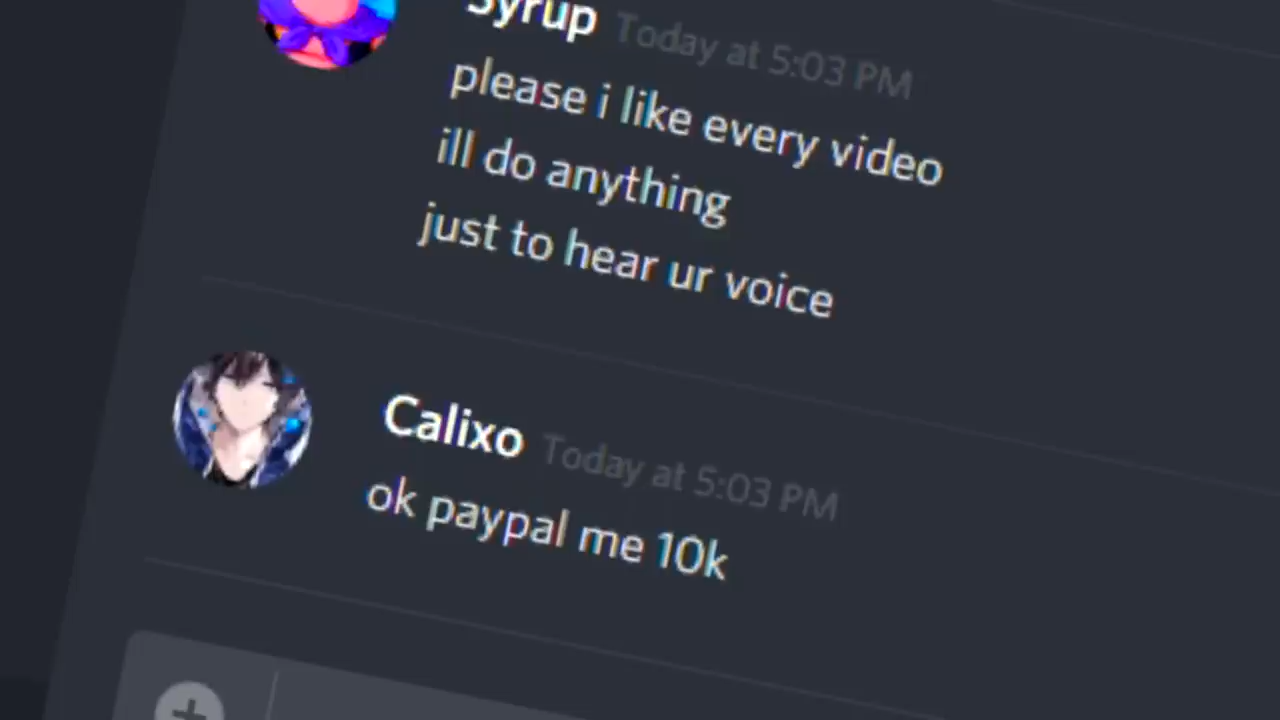 Syrup Today at 5:03 PM
please i like every video
ill do anything
just to hear ur voice
Calixo Today at 5:03 PM
ok paypal me 10k